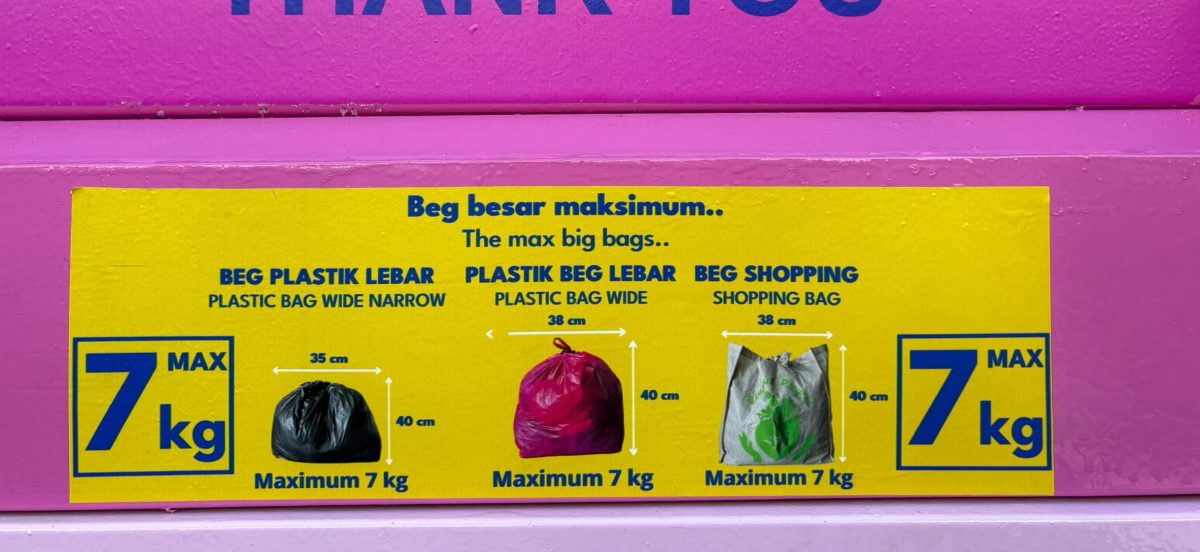 THANK YOU
Beg besar maksimum..
The max big bags..
BEG PLASTIK LEBAR
PLASTIC BAG WIDE NARROW
35 cm
40 cm
Maximum 7 kg
PLASTIK BEG LEBAR
PLASTIC BAG WIDE
38 cm
40 cm
Maximum 7 kg
BEG SHOPPING
SHOPPING BAG
38 cm
40 cm
Maximum 7 kg
7 MAX
kg
7 MAX
kg